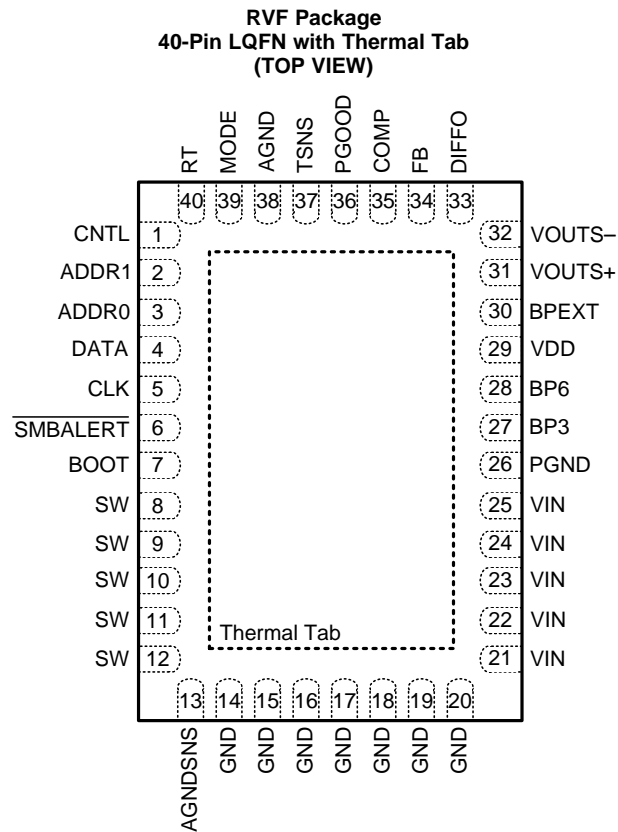 RVF Package
40-Pin LQFN with Thermal Tab
(TOP VIEW)
RT
MODE
AGND
TSNS
PGOOD
COMP
FB
DIFFO
40 39 38 37 36 35 34 33
CNTL 1
ADDR1 2
ADDR0 3
DATA 4
CLK 5
SMBALERT 6
BOOT 7
SW 8
SW 9
SW 10
SW 11
SW 12
32 VOUTS–
31 VOUTS+
30 BPEXT
29 VDD
28 BP6
27 BP3
26 PGND
25 VIN
24 VIN
23 VIN
22 VIN
21 VIN
Thermal Tab
13 14 15 16 17 18 19 20
AGNDSNS
GND
GND
GND
GND
GND
GND
GND